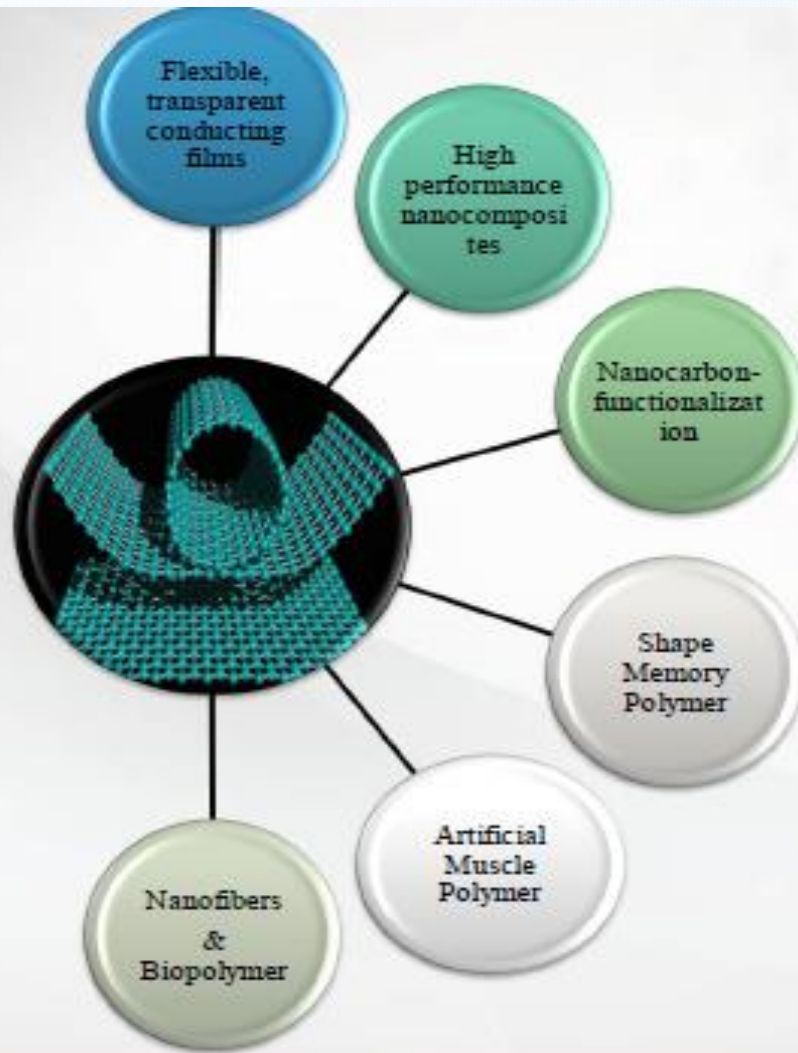 Flexible,
transparent
conducting
films
High
performance
nanocomposi
tes
Nanocarbon-
functionalizat
ion
Shape
Memory
Polymer
Artificial
Muscle
Polymer
Nanofibers
&
Biopolymer